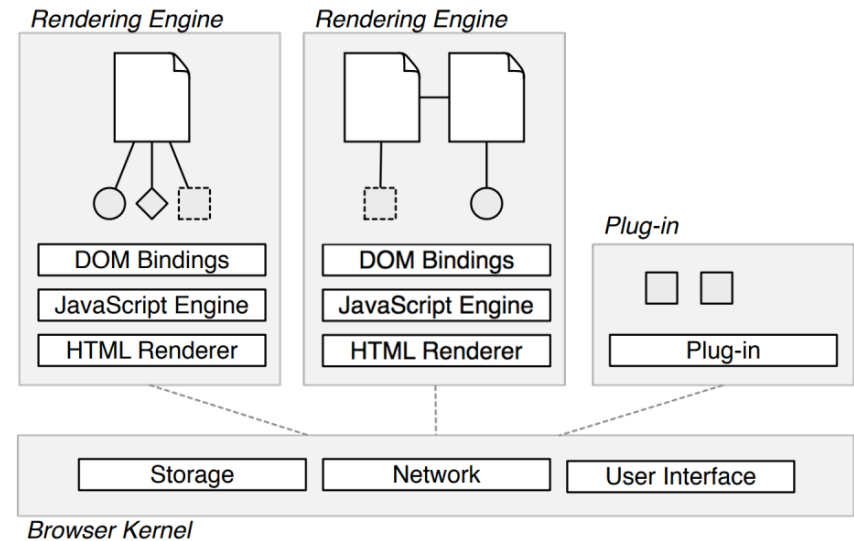 Rendering Engine
DOM Bindings
JavaScript Engine
HTML Renderer
Rendering Engine
DOM Bindings
JavaScript Engine
HTML Renderer
Plug-in
Plug-in
Storage
Network
User Interface
Browser Kernel